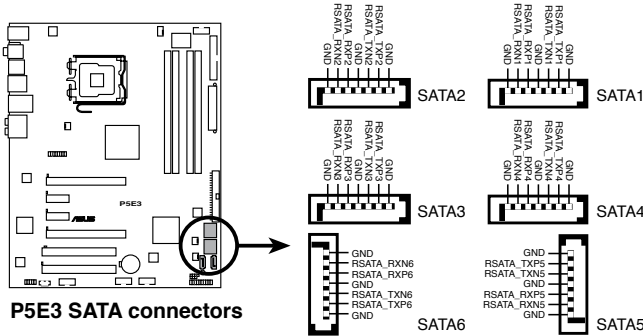 GND
RSATA_RXN2
RSATA_RXP2
GND
RSATA_TXN2
RSATA_TXP2
GND
SATA2
GND
RSATA_RXN1
RSATA_RXP1
GND
RSATA_TXN1
RSATA_TXP1
GND
SATA1
GND
RSATA_RXN3
RSATA_RXP3
GND
RSATA_TXN3
RSATA_TXP3
GND
SATA3
GND
RSATA_RXN4
RSATA_RXP4
GND
RSATA_TXN4
RSATA_TXP4
GND
SATA4
P5E3
ASUS
GND
RSATA_RXN6
RSATA_RXP6
GND
RSATA_TXN6
RSATA_TXP6
GND
SATA6
GND
RSATA_TXP5
RSATA_TXN5
GND
RSATA_RXP5
RSATA_RXN5
GND
SATA5
P5E3 SATA connectors